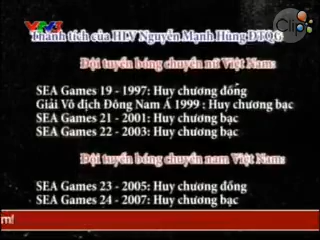 VTV3
Clip
Thành tích của HLV Nguyễn Mạnh Hùng ĐTQG
Đội tuyển bóng chuyền nữ Việt Nam:
SEA Games 19 - 1997: Huy chương đồng
Giải Vô địch Đông Nam Á 1999 : Huy chương bạc
SEA Games 21 - 2001: Huy chương bạc
SEA Games 22 - 2003: Huy chương bạc
Đội tuyển bóng chuyền nam Việt Nam:
SEA Games 23 - 2005: Huy chương đồng
SEA Games 24 - 2007: Huy chương bạc
m!